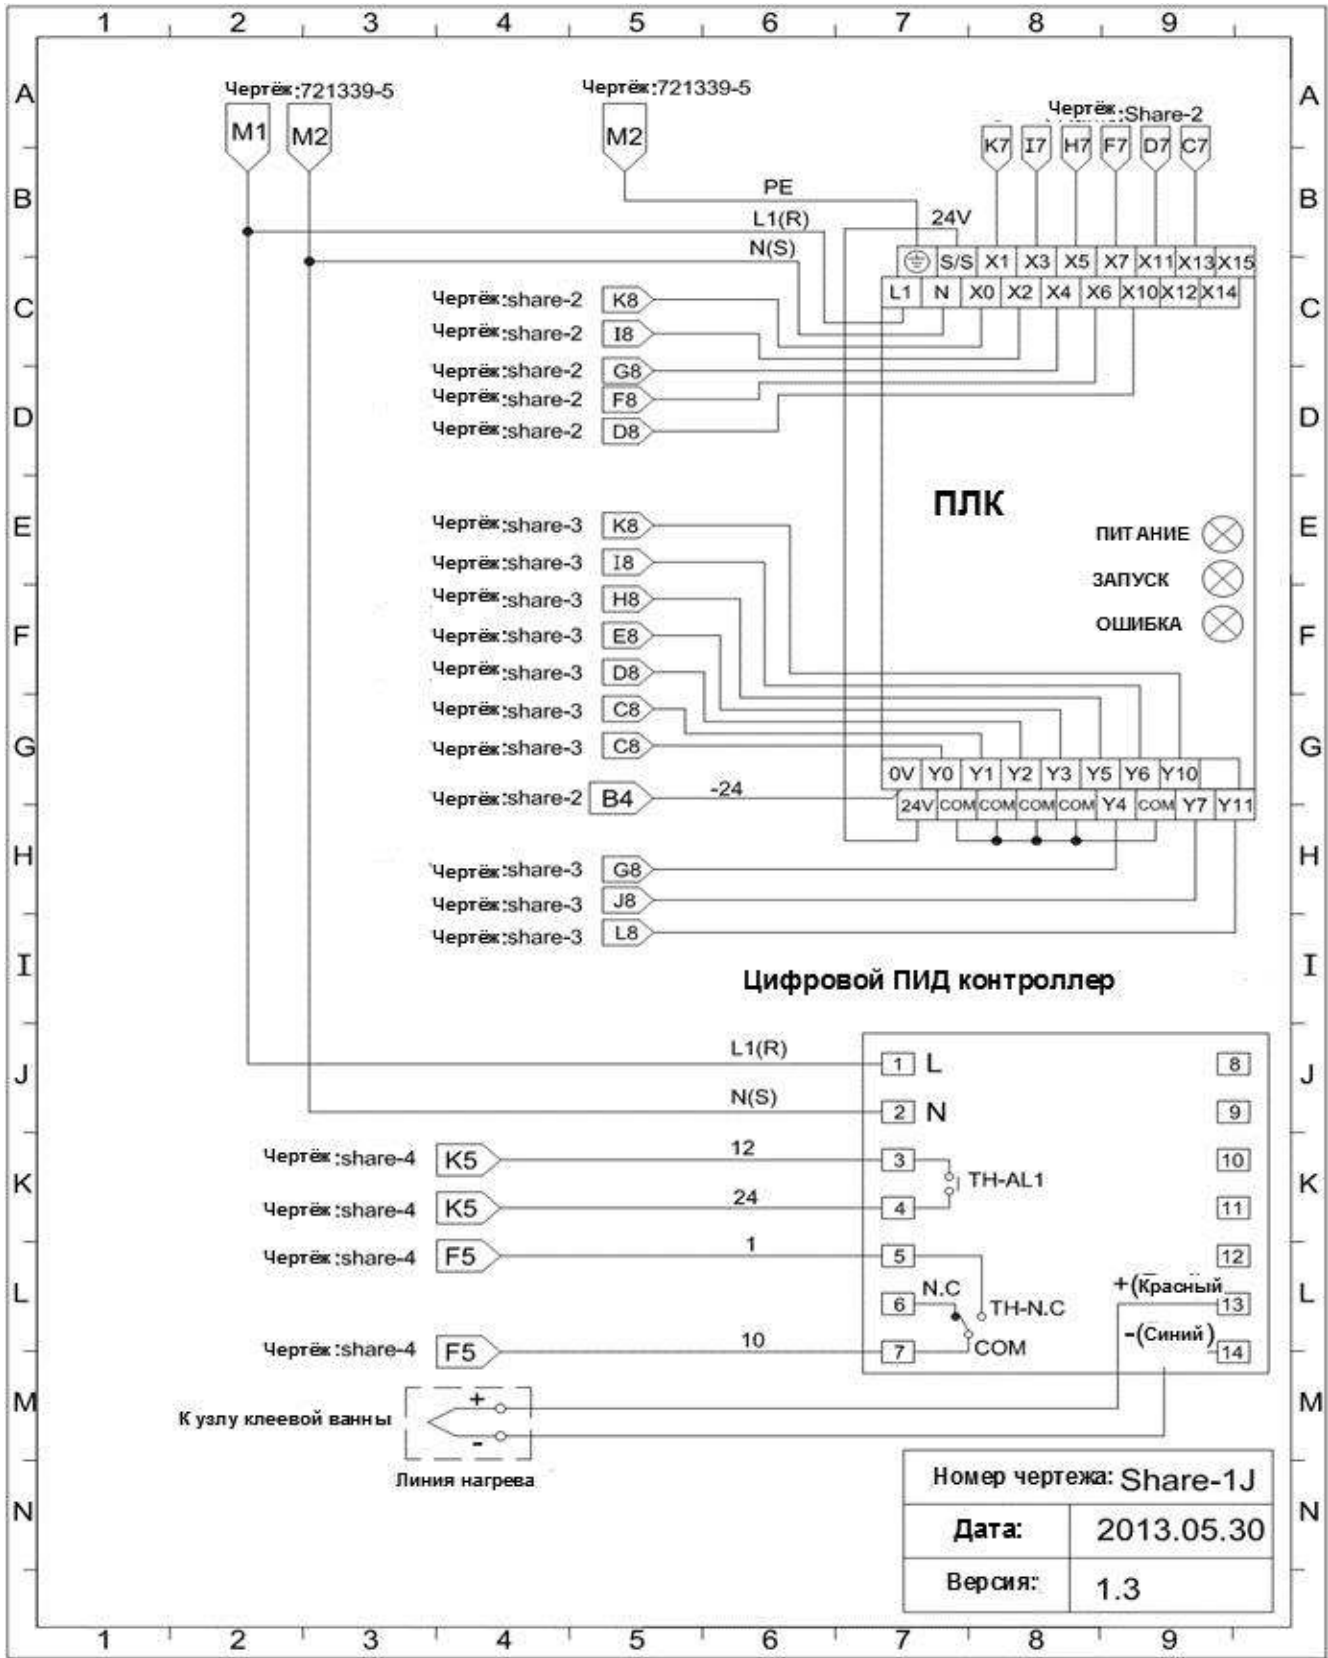 1 2 3 4 5 6 7 8 9
A A
Чертёж:721339-5 Чертёж:721339-5
Чертёж:Share-2
M1 M2 M2
K7 I7 H7 F7 D7 C7
B B
PE
L1(R) 24V
N(S)
S/S X1 X3 X5 X7 X11 X13 X15
L1 N X0 X2 X4 X6 X10 X12 X14
C C
Чертёж:share-2 K8
Чертёж:share-2 I8
Чертёж:share-2 G8
Чертёж:share-2 F8
D D
Чертёж:share-2 D8
ПЛК
E E
Чертёж:share-3 K8
ПИТАНИЕ
Чертёж:share-3 I8
ЗАПУСК
Чертёж:share-3 H8
ОШИБКА
F F
Чертёж:share-3 E8
Чертёж:share-3 D8
Чертёж:share-3 C8
G G
Чертёж:share-3 C8
0V Y0 Y1 Y2 Y3 Y5 Y6 Y10
Чертёж:share-2 B4 -24
24V COM COM COM COM Y4 COM Y7 Y11
H H
Чертёж:share-3 G8
Чертёж:share-3 J8
Чертёж:share-3 L8
I I
Цифровой ПИД контроллер
J J
L1(R) 1 L 8
N(S) 2 N 9
Чертёж:share-4 K5 12 3 10
K K
TH-AL1
Чертёж:share-4 K5 24 4 11
Чертёж:share-4 F5 1 5 12
L L
N.C +(Красный
6 TH-N.C 13
-(Синий)
Чертёж:share-4 F5 10 7 COM 14
M M
+
К узлу клеевой ванны
-
Линия нагрева
N N
Номер чертежа: Share-1J
Дата: 2013.05.30
Версия: 1.3
1 2 3 4 5 6 7 8 9